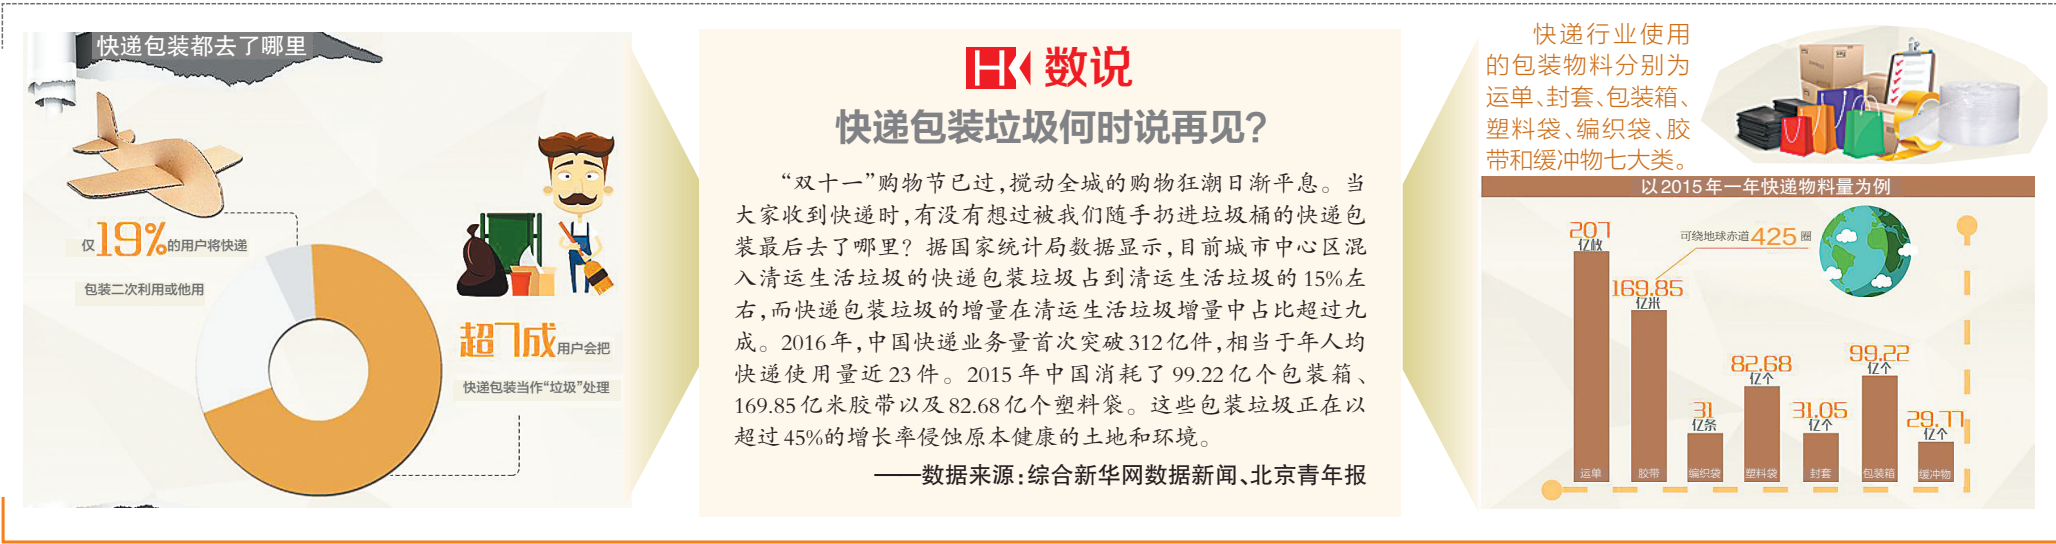 快递包装都去了哪里
仅19%的用户将快递
包装二次利用或他用
超7成用户会把
快递包装当作“垃圾”处理
HK 数说
快递包装垃圾何时说再见?
“双十一”购物节已过,搅动全城的购物狂潮日渐平息。当
大家收到快递时,有没有想过被我们随手扔进垃圾桶的快递包
装最后去了哪里?据国家统计局数据显示,目前城市中心区混
入清运生活垃圾的快递包装垃圾占到清运生活垃圾的15%左
右,而快递包装垃圾的增量在清运生活垃圾增量中占比超过九
成。2016年,中国快递业务量首次突破312亿件,相当于年人均
快递使用量近23件。2015年中国消耗了99.22亿个包装箱、
169.85亿米胶带以及82.68亿个塑料袋。这些包装垃圾正在以
超过45%的增长率侵蚀原本健康的土地和环境。
——数据来源:综合新华网数据新闻、北京青年报
快递行业使用
的包装物料分别为
运单、封套、包装箱、
塑料袋、编织袋、胶
带和缓冲物七大类。
以2015年一年快递物料量为例
可绕地球赤道425圈
207
亿枚
运单
169.85
亿米
胶带
31
亿条
编织袋
82.68
亿个
塑料袋
31.05
亿个
封套
99.22
亿个
包装箱
29.77
亿个
缓冲物